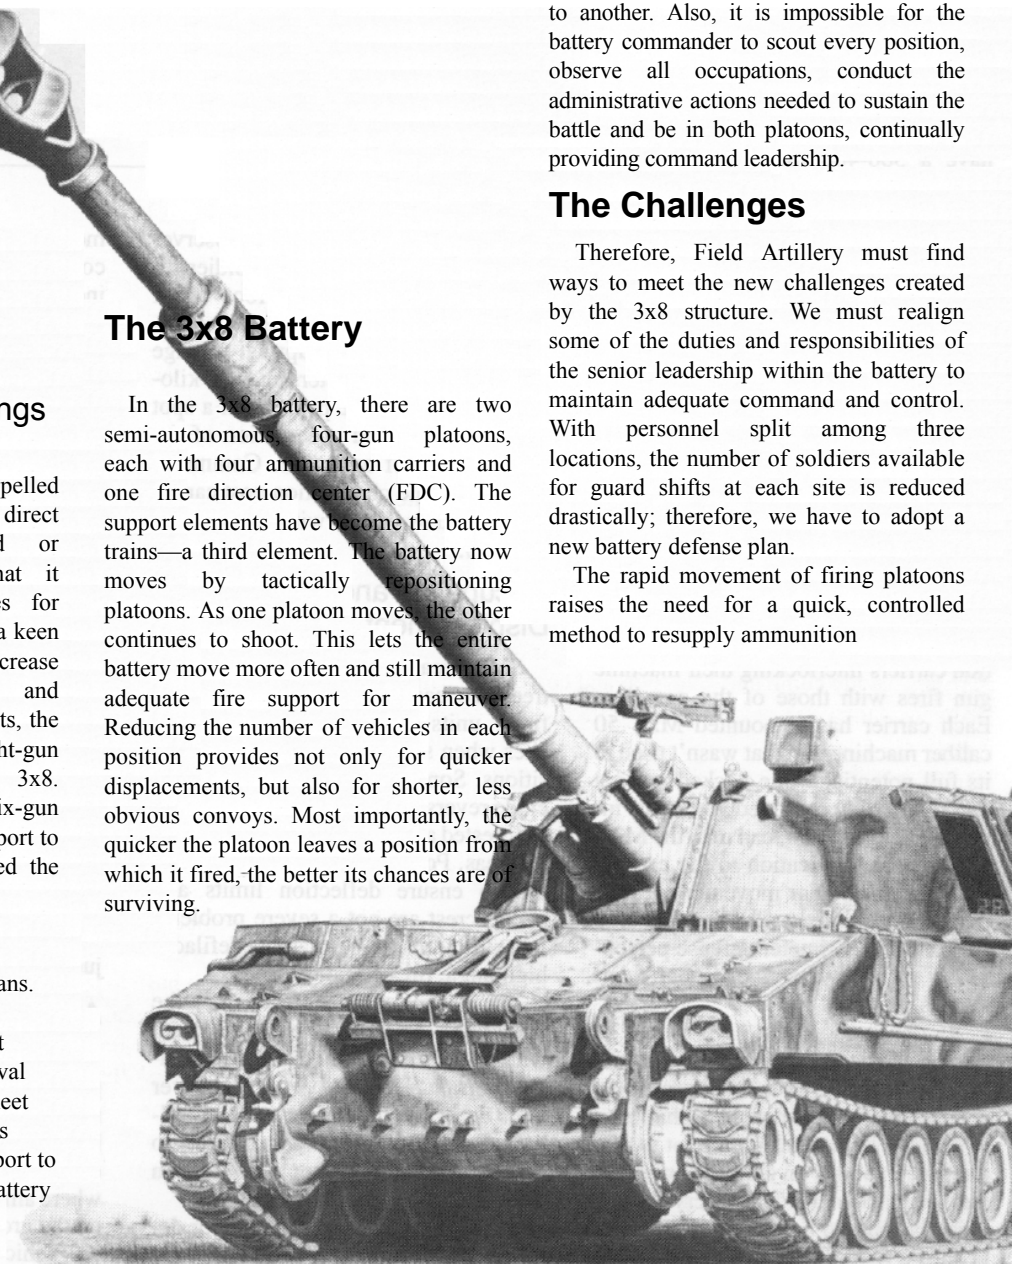 ngs
pelled
direct
d or
hat it
es for
a keen
crease
and
ts, the
ht-gun
3x8.
ix-gun
port to
ed the
ans.
t
val
eet
s
port to
attery
The 3x8 Battery
In the 3x8 battery, there are two
semi-autonomous, four-gun platoons,
each with four ammunition carriers and
one fire direction center (FDC). The
support elements have become the battery
trains—a third element. The battery now
moves by tactically repositioning
platoons. As one platoon moves, the other
continues to shoot. This lets the entire
battery move more often and still maintain
adequate fire support for maneuver.
Reducing the number of vehicles in each
position provides not only for quicker
displacements, but also for shorter, less
obvious convoys. Most importantly, the
quicker the platoon leaves a position from
which it fired, the better its chances are of
surviving.
to another. Also, it is impossible for the
battery commander to scout every position,
observe all occupations, conduct the
administrative actions needed to sustain the
battle and be in both platoons, continually
providing command leadership.
The Challenges
Therefore, Field Artillery must find
ways to meet the new challenges created
by the 3x8 structure. We must realign
some of the duties and responsibilities of
the senior leadership within the battery to
maintain adequate command and control.
With personnel split among three
locations, the number of soldiers available
for guard shifts at each site is reduced
drastically; therefore, we have to adopt a
new battery defense plan.
The rapid movement of firing platoons
raises the need for a quick, controlled
method to resupply ammunition